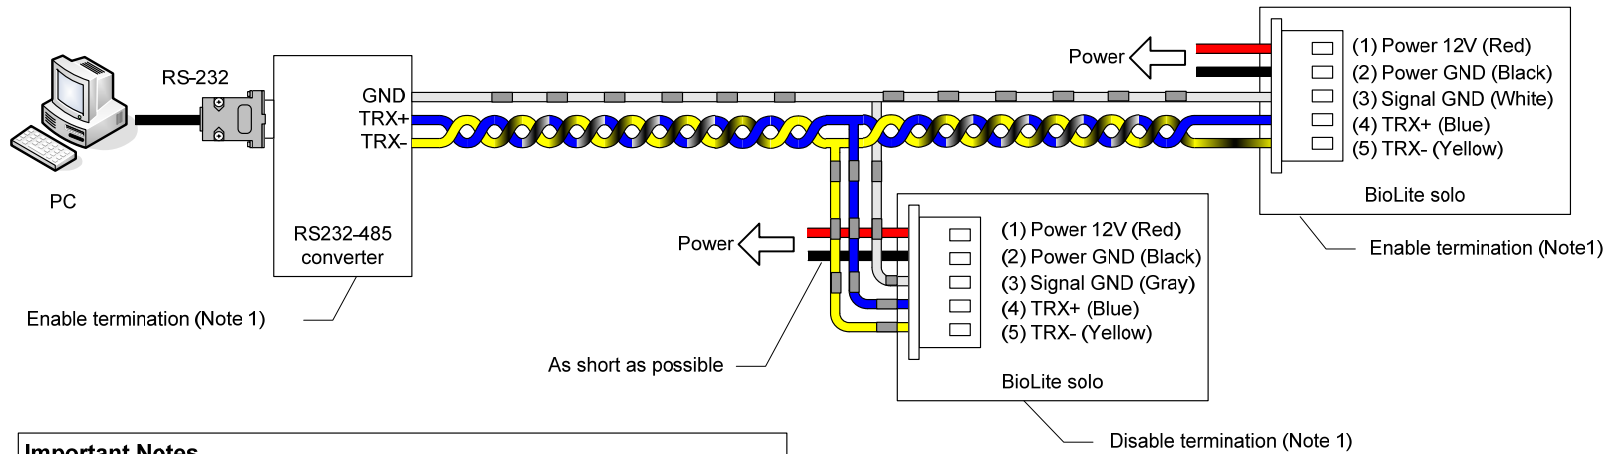 RS-232
PC
GND
TRX+
TRX-
RS232-485
converter
Enable termination (Note 1)
Power
(1) Power 12V (Red)
(2) Power GND (Black)
(3) Signal GND (White)
(4) TRX+ (Blue)
(5) TRX- (Yellow)
BioLite solo
Enable termination (Note1)
Power
(1) Power 12V (Red)
(2) Power GND (Black)
(3) Signal GND (Gray)
(4) TRX+ (Blue)
(5) TRX- (Yellow)
BioLite solo
As short as possible
Disable termination (Note 1)
Important Notes